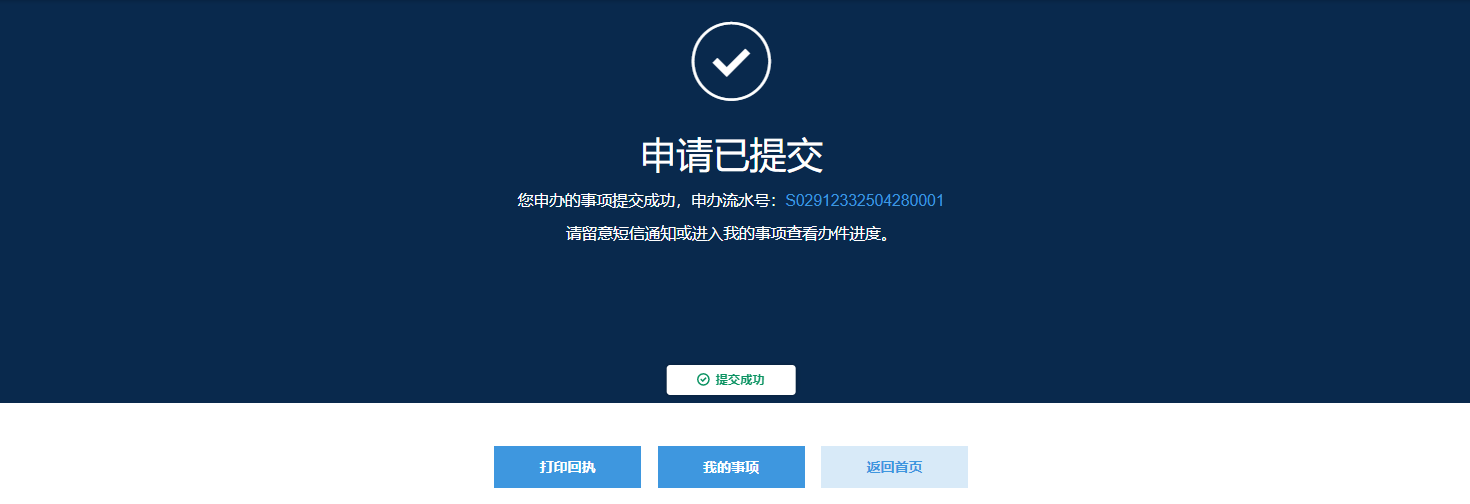 申请已提交
您申办的事项提交成功，申办流水号：S02912332504280001
请留意短信通知或进入我的事项查看办件进度。
提交成功
打印回执
我的事项
返回首页